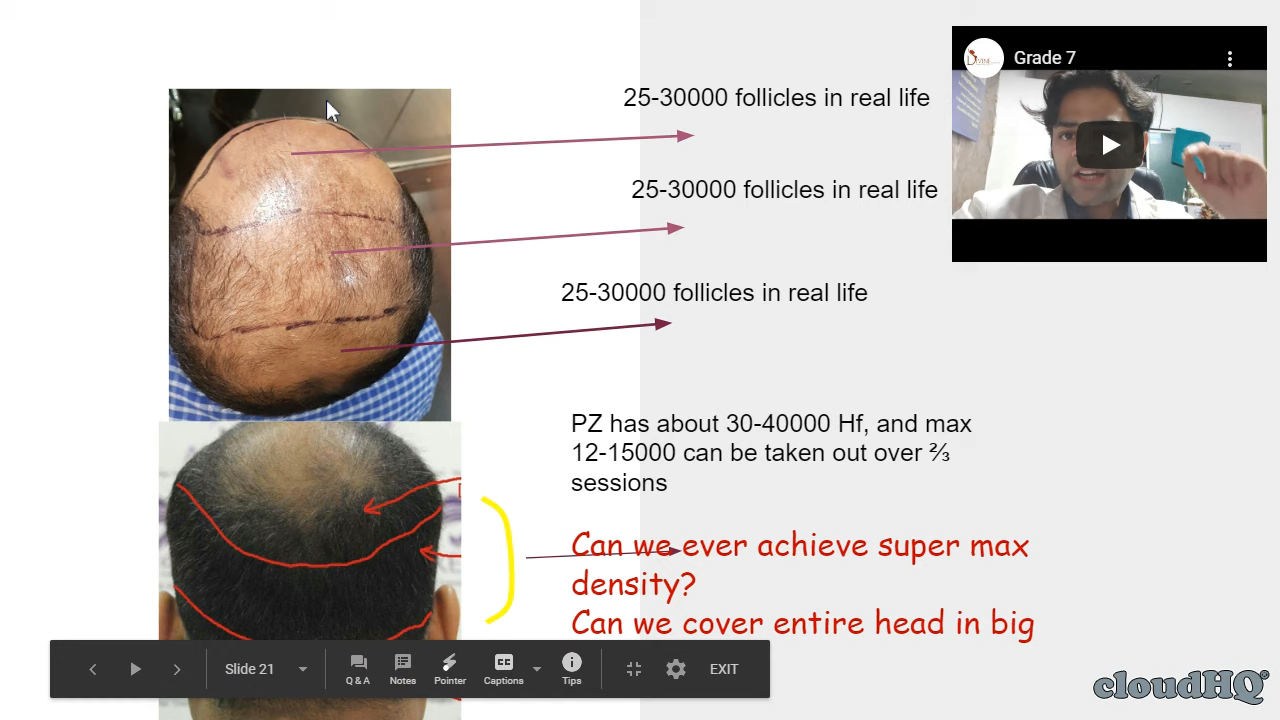 Grade 7
25-30000 follicles in real life
25-30000 follicles in real life
25-30000 follicles in real life
PZ has about 30-40000 Hf, and max
12-15000 can be taken out over ⅔
sessions
Can we ever achieve super max
density?
Can we cover entire head in big
Slide 21
Q & A
Notes
Pointer
CC
Captions
Tips
EXIT
cloudHQ